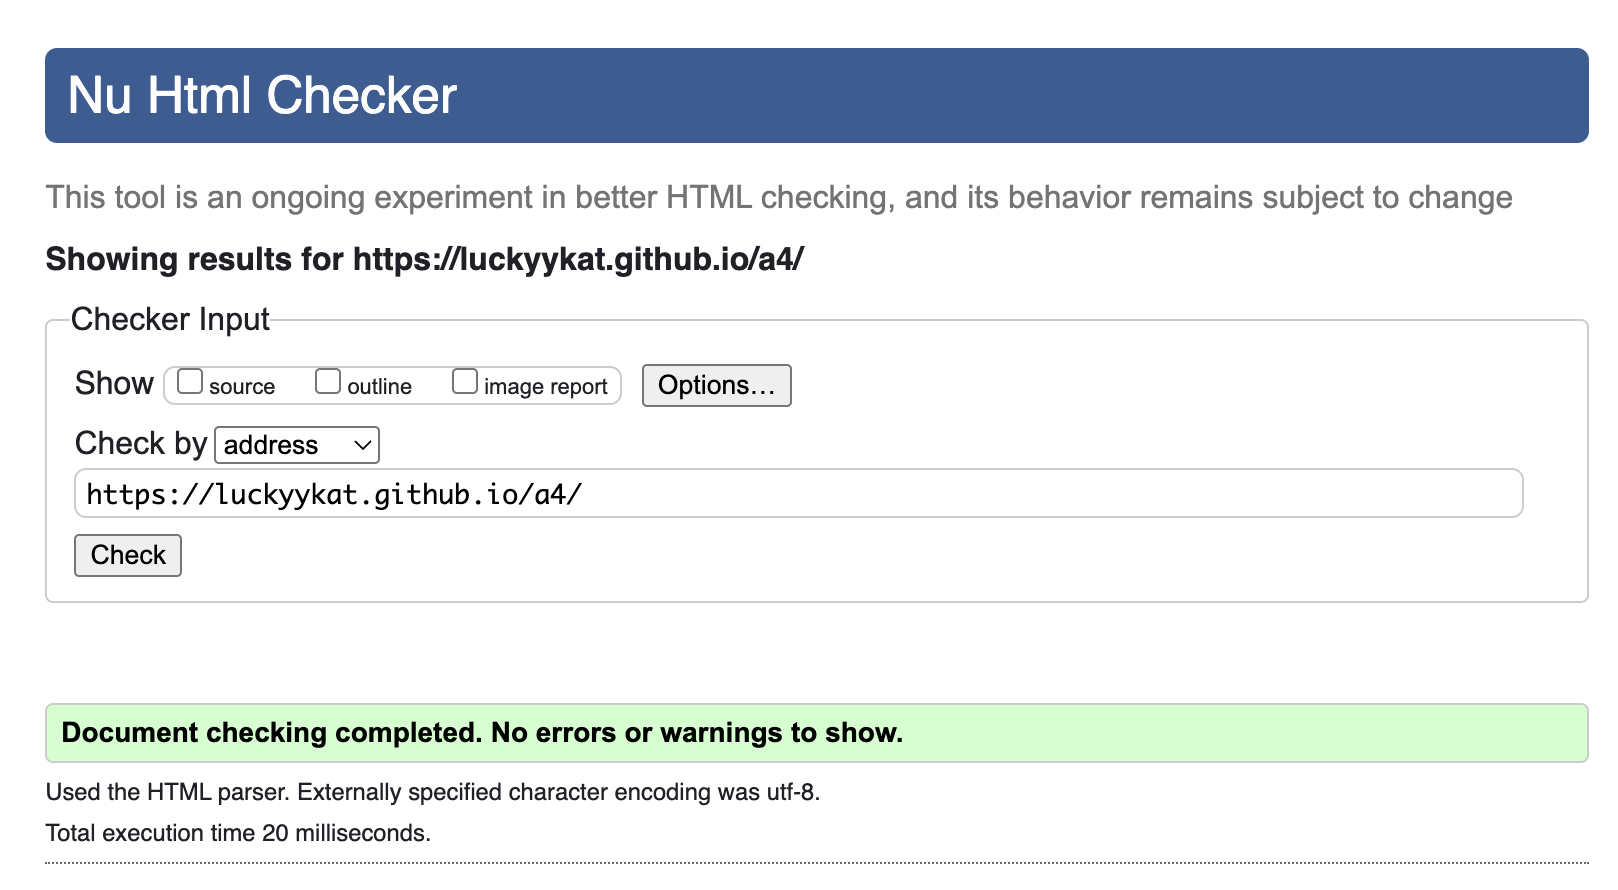 Nu Html Checker
This tool is an ongoing experiment in better HTML checking, and its behavior remains subject to change
Showing results for https://luckyykat.github.io/a4/
Checker Input
Show source outline image report Options...
Check by address
https://luckyykat.github.io/a4/
Check
Document checking completed. No errors or warnings to show.
Used the HTML parser. Externally specified character encoding was utf-8.
Total execution time 20 milliseconds.